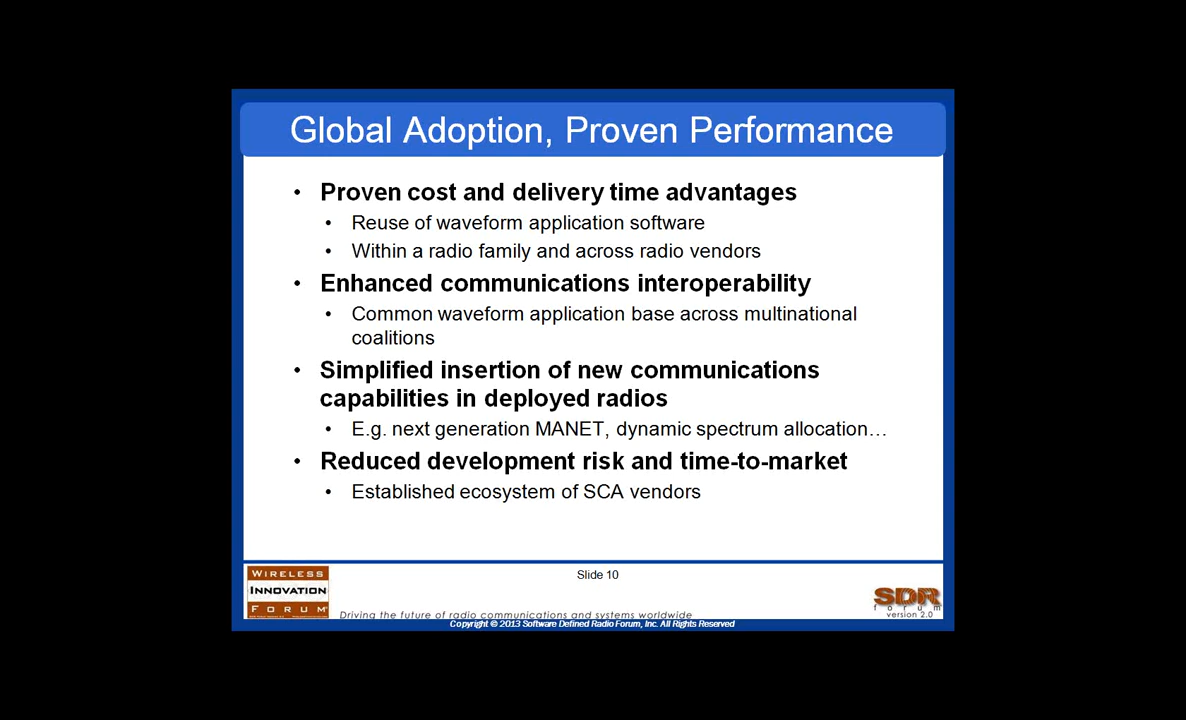 Global Adoption, Proven Performance
• Proven cost and delivery time advantages
• Reuse of waveform application software
• Within a radio family and across radio vendors
• Enhanced communications interoperability
• Common waveform application base across multinational
coalitions
• Simplified insertion of new communications
capabilities in deployed radios
• E.g. next generation MANET, dynamic spectrum allocation…
• Reduced development risk and time-to-market
• Established ecosystem of SCA vendors
Slide 10
WIRELESS
INNOVATION
FORUM
Driving the future of radio communications and systems worldwide
SDR
forum
version 2.0
Copyright © 2013 Software Defined Radio Forum, Inc. All Rights Reserved